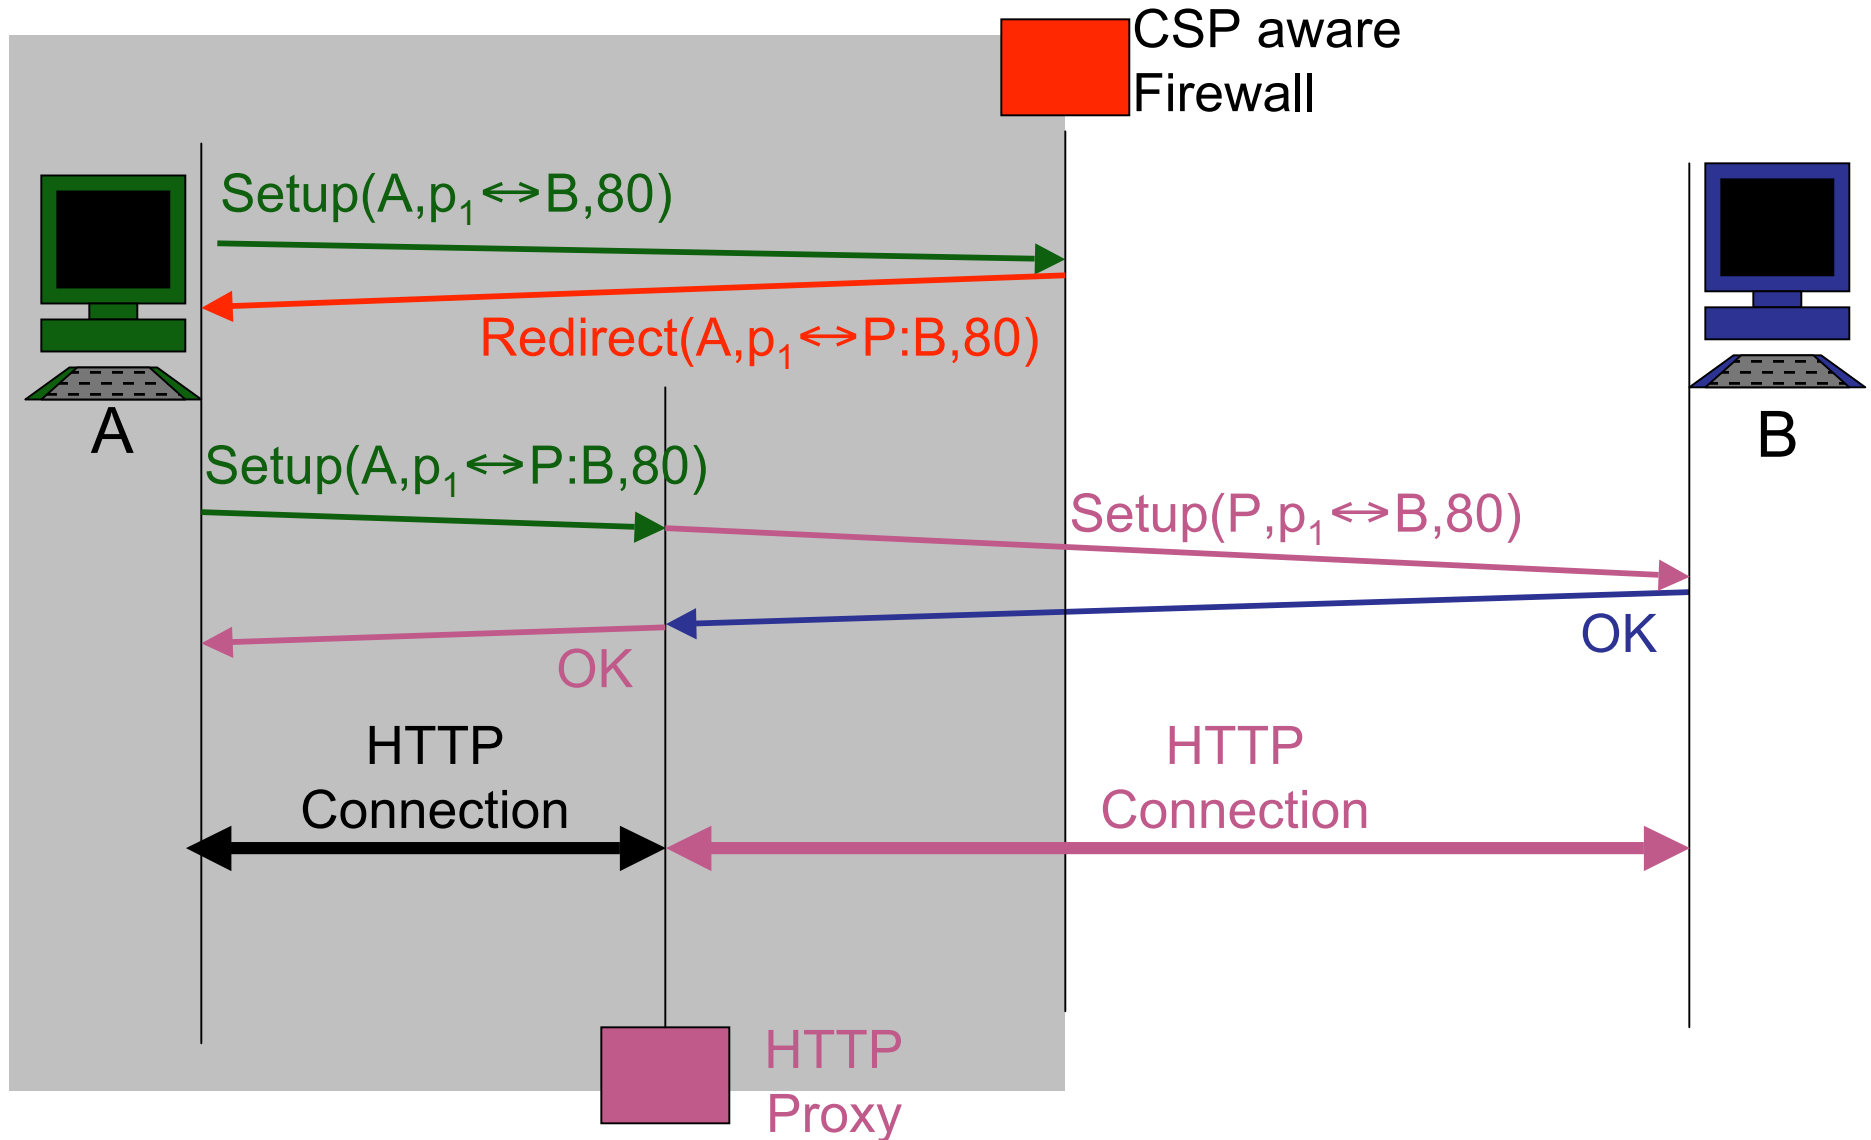 CSP aware
Firewall
Setup(A,p₁⇔B,80)
Redirect(A,p₁⇔P:B,80)
A
B
Setup(A,p₁⇔P:B,80)
Setup(P,p₁⇔B,80)
OK
OK
HTTP
Connection
HTTP
Connection
HTTP
Proxy